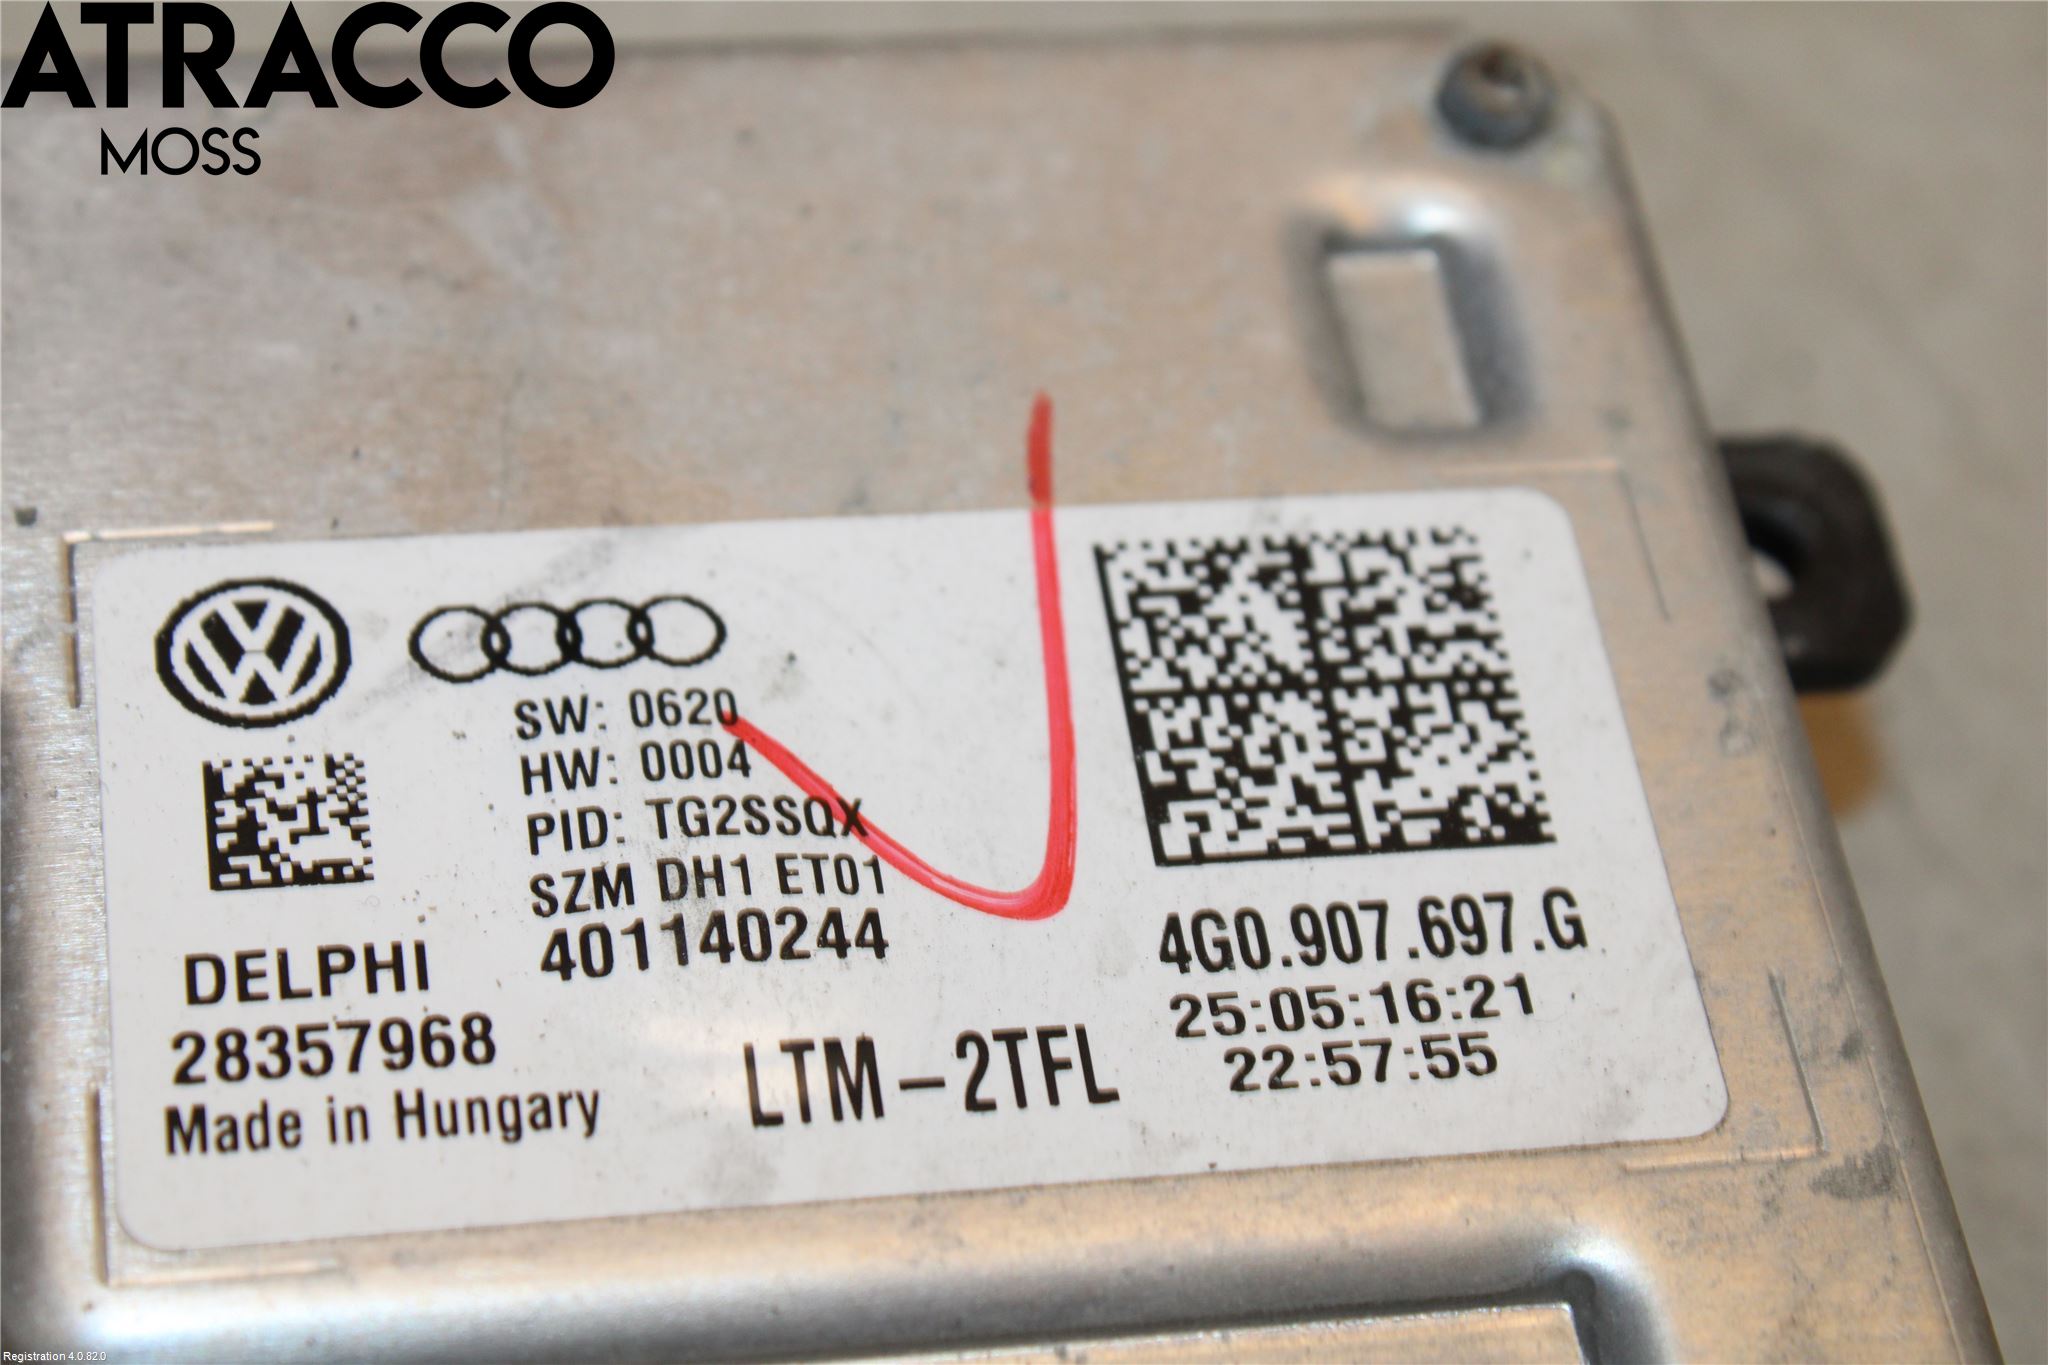 ATRACCO
MOSS
SW: 0620
HW: 0004
PID: TG2SSQX
SZM DH1 ET01
401140244
DELPHI
28357968
Made in Hungary
LTM-2TFL
4G0.907.697.G
25:05:16:21
22:57:55
Registration 4.0.82.0